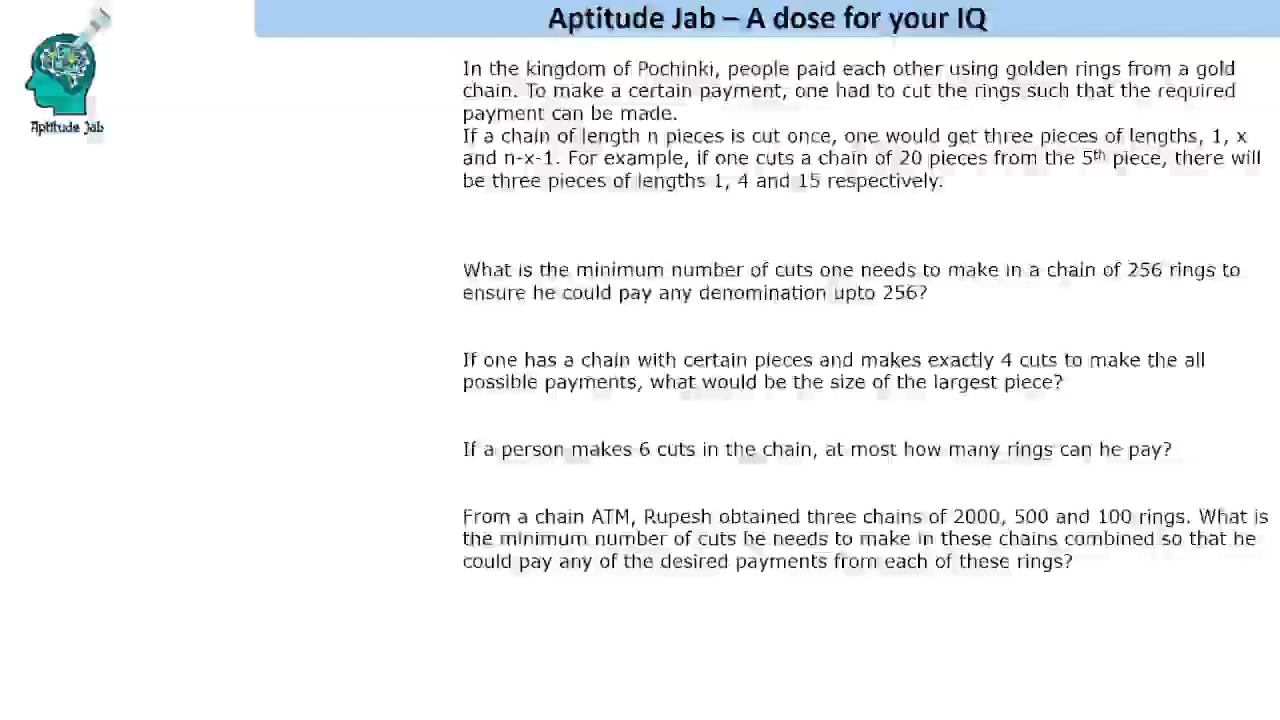 Aptitude Jab – A dose for your IQ
Aptitude Jab
In the kingdom of Pochinki, people paid each other using golden rings from a gold
chain. To make a certain payment, one had to cut the rings such that the required
payment can be made.
If a chain of length n pieces is cut once, one would get three pieces of lengths, 1, x
and n-x-1. For example, if one cuts a chain of 20 pieces from the 5th piece, there will
be three pieces of lengths 1, 4 and 15 respectively.
What is the minimum number of cuts one needs to make in a chain of 256 rings to
ensure he could pay any denomination upto 256?
If one has a chain with certain pieces and makes exactly 4 cuts to make the all
possible payments, what would be the size of the largest piece?
If a person makes 6 cuts in the chain, at most how many rings can he pay?
From a chain ATM, Rupesh obtained three chains of 2000, 500 and 100 rings. What is
the minimum number of cuts he needs to make in these chains combined so that he
could pay any of the desired payments from each of these rings?